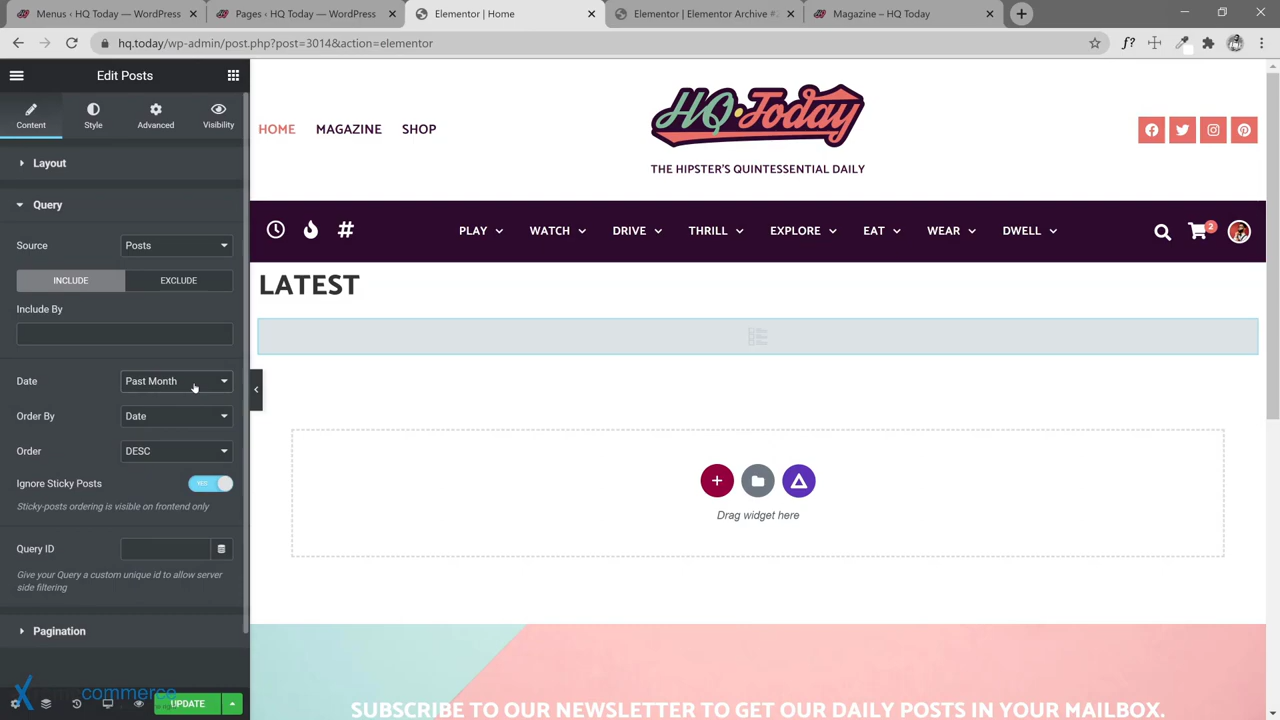 Menus ‹ HQ Today — WordPress
Pages ‹ HQ Today — WordPress
Elementor | Home
Elementor | Elementor Archive #
Magazine – HQ Today
hq.today/wp-admin/post.php?post=3014&action=elementor
Edit Posts
Content
Style
Advanced
Visibility
Layout
Query
Source
Posts
INCLUDE
EXCLUDE
Include By
Date
Past Month
Order By
Date
Order
DESC
Ignore Sticky Posts
YES
Sticky-posts ordering is visible on frontend only
Query ID
Give your Query a custom unique id to allow server
side filtering
Pagination
commerce
UPDATE
HOME
MAGAZINE
SHOP
HQ Today
THE HIPSTER'S QUINTESSENTIAL DAILY
PLAY
WATCH
DRIVE
THRILL
EXPLORE
EAT
WEAR
DWELL
2
LATEST
Drag widget here
SUBSCRIBE TO OUR NEWSLETTER TO GET OUR DAILY POSTS IN YOUR MAILBOX.